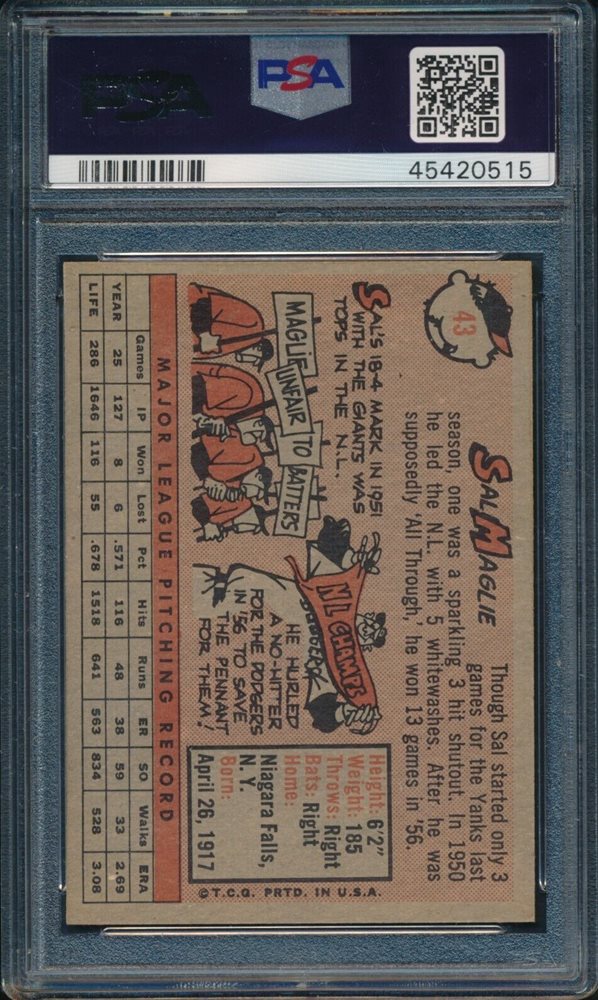 PSA
PSA
45420515
43
SAL MAGLIE
Though Sal started only 3
games for the Yanks last
season, one was a sparkling 3 hit shutout. In 1950
he led the N.L. with 5 whitewashes. After he was
supposedly 'All Through,' he won 13 games in '56.
SAL'S 18-4 MARK IN 1951
WITH THE GIANTS WAS
TOPS IN THE N.L.
MAGLIE
UNFAIR TO
BATTERS
NL CHAMPS
DODGERS
HE HURLED
A NO-HITTER
FOR THE DODGERS
IN '56 TO SAVE
THE PENNANT
FOR THEM!
Height: 6'2"
Weight: 185
Throws: Right
Bats: Right
Home:
Niagara Falls,
N. Y.
Born:
April 26, 1917
MAJOR LEAGUE PITCHING RECORD
Games IP Won Lost Pct Hits Runs ER SO Walks ERA
YEAR 25 127 8 6 .571 116 48 38 59 33 2.69
LIFE 286 1646 116 55 .678 1518 641 563 834 528 3.08
©T.C.G. PRTD. IN U.S.A.